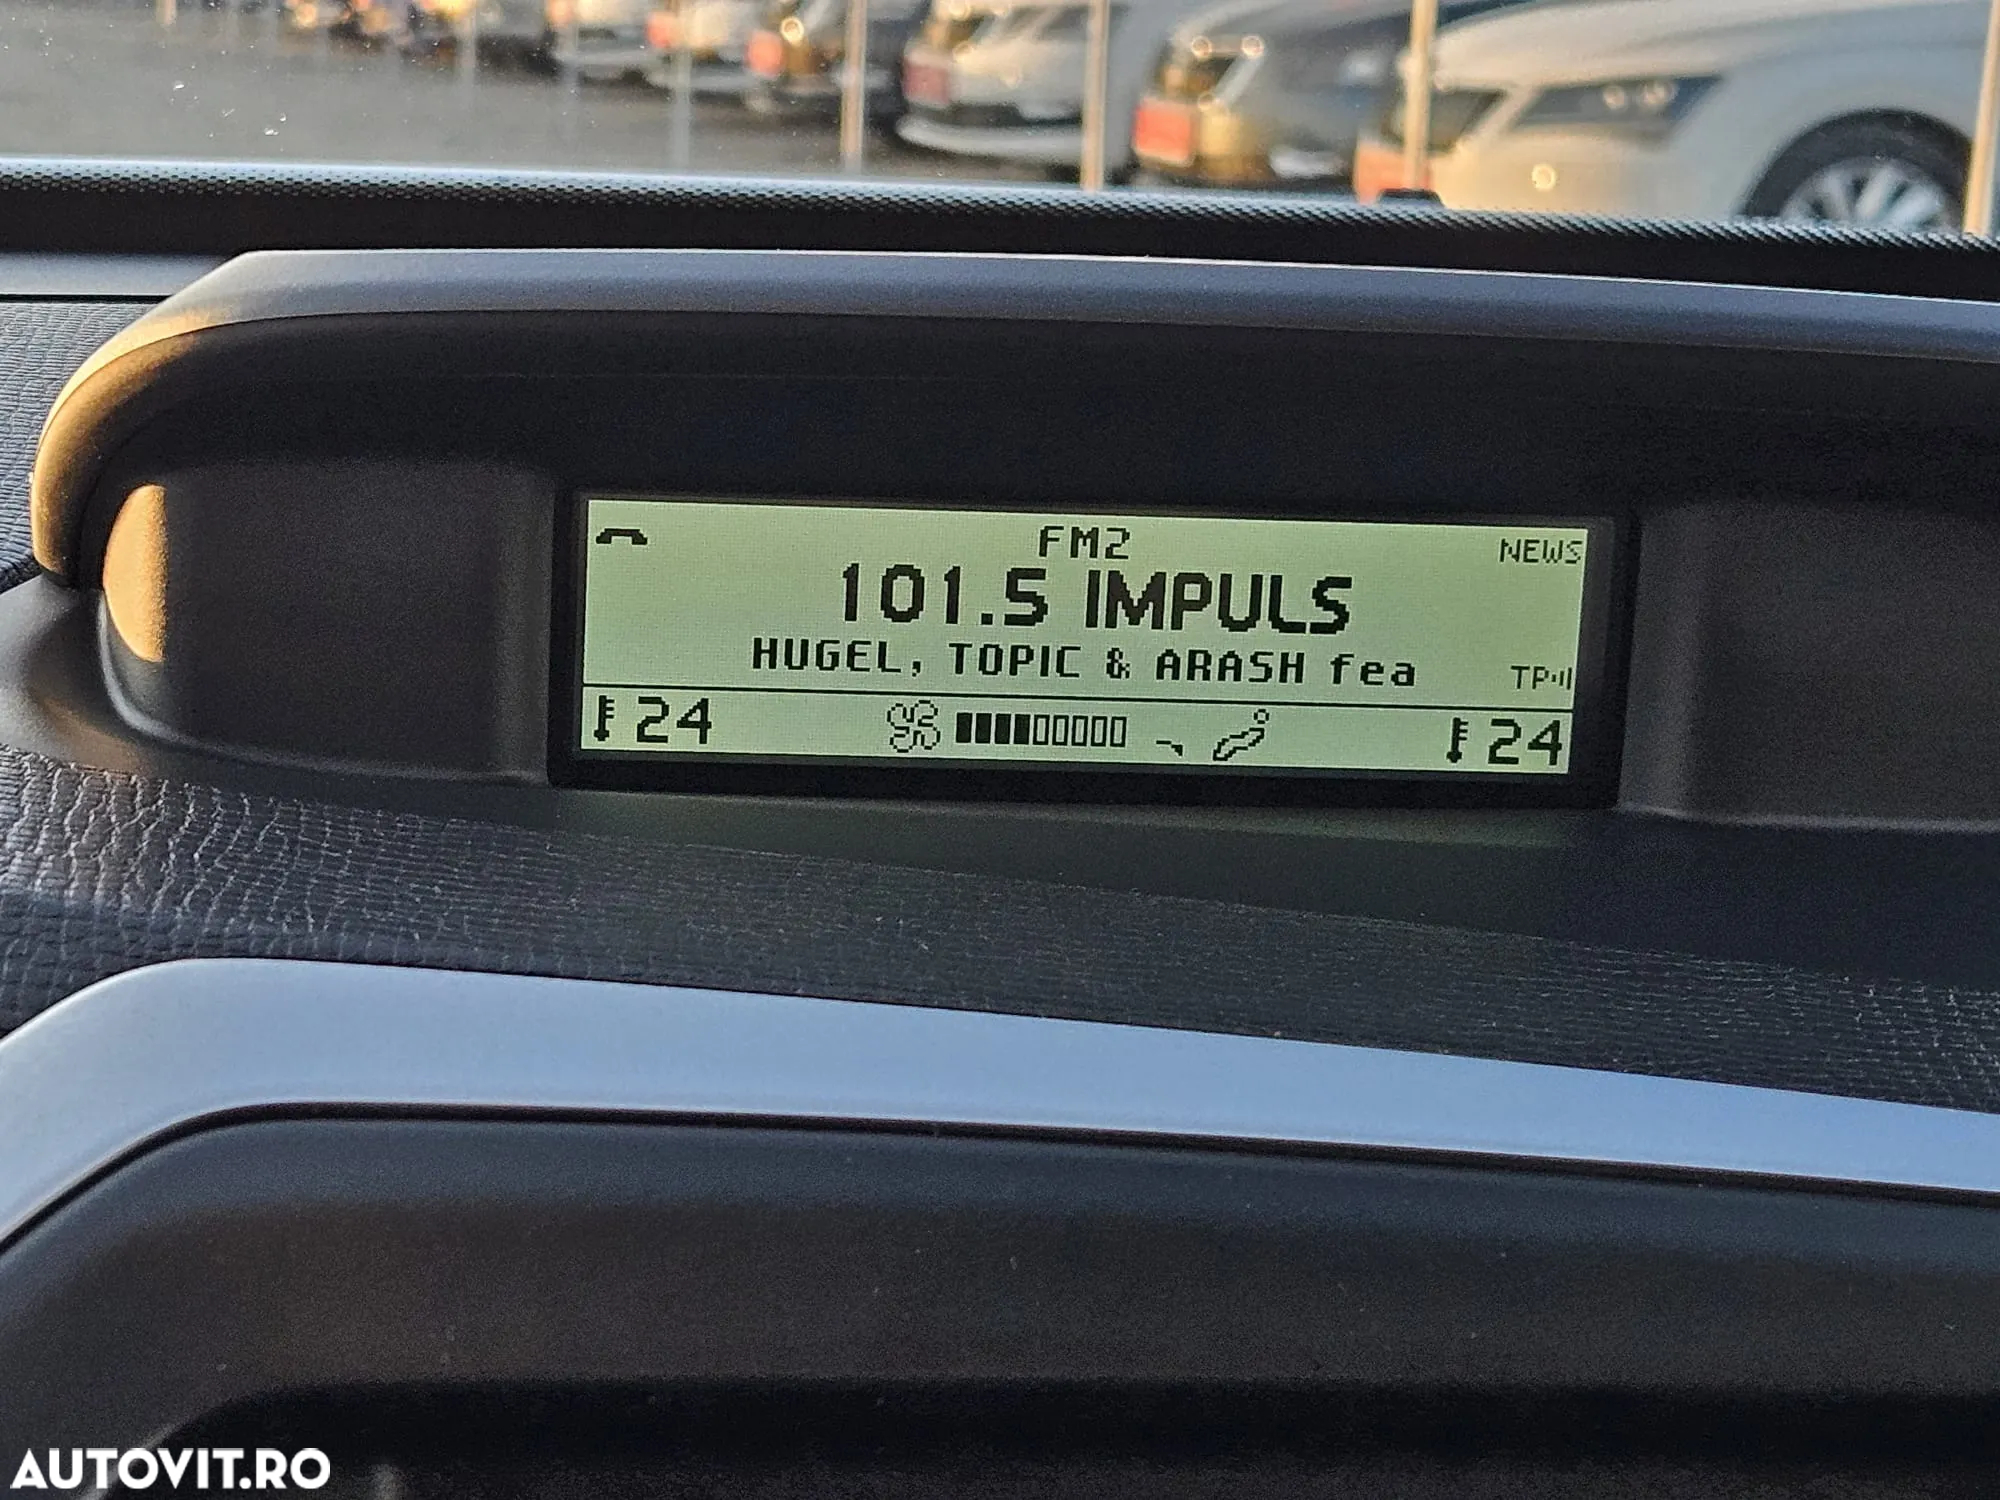 FM2
NEWS
101.5 IMPULS
HUGEL, TOPIC & ARASH fea
TP
24
24
AUTOVIT.RO